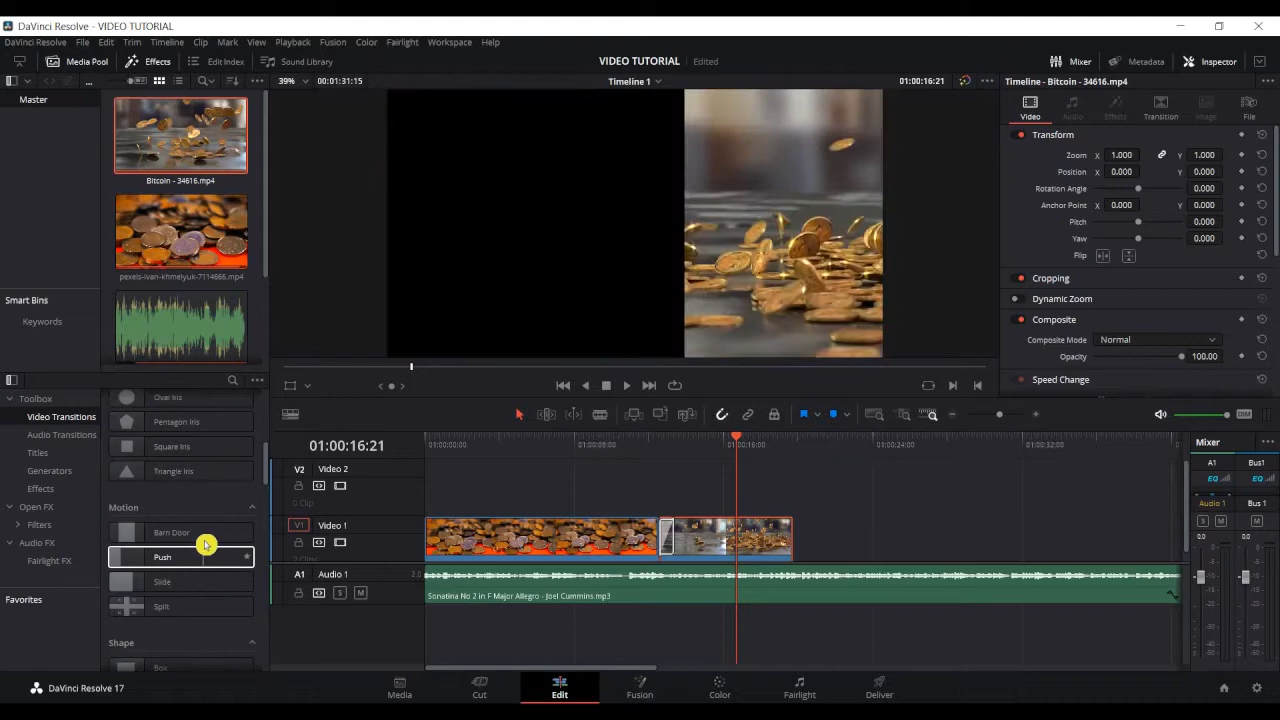 DaVinci Resolve - VIDEO TUTORIAL
DaVinci Resolve File Edit Trim Timeline Clip Mark View Playback Fusion Color Fairlight Workspace Help
Media Pool Effects Edit Index Sound Library VIDEO TUTORIAL Edited Mixer Metadata Inspector
... 39% 00:01:31:15 Timeline 1 01:00:16:21 Timeline - Bitcoin - 34616.mp4
Master
Video Audio Effects Transition Image File
Transform
Zoom X 1.000 Y 1.000
Position X 0.000 Y 0.000
Bitcoin - 34616.mp4
Rotation Angle 0.000
Anchor Point X 0.000 Y 0.000
Pitch 0.000
Yaw 0.000
Flip
pexels-ivan-khmelyuk-7114666.mp4
Cropping
Smart Bins
Dynamic Zoom
Keywords
Composite
Composite Mode Normal
Opacity 100.00
Speed Change
Toolbox
Oval Iris
Video Transitions
Pentagon Iris
DIM
Audio Transitions
Square Iris
01:00:16:21
01:00:00:00 01:00:08:00 01:00:16:00 01:00:24:00 01:00:32:00
Mixer
Titles
Generators
Triangle Iris
V2 Video 2
A1 Bus1
EQ EQ
Effects
0 Clip
Open FX
Motion
Audio 1 Bus 1
Filters
Barn Door
V1 Video 1
S M M
Audio FX
0.0 0.0
Fairlight FX
Push
2 Clips
Slide
A1 Audio 1 2.0
S M
Sonatina No 2 in F Major Allegro - Joel Cummins.mp3
Favorites
Split
Shape
Box
DaVinci Resolve 17
Media Cut Edit Fusion Color Fairlight Deliver